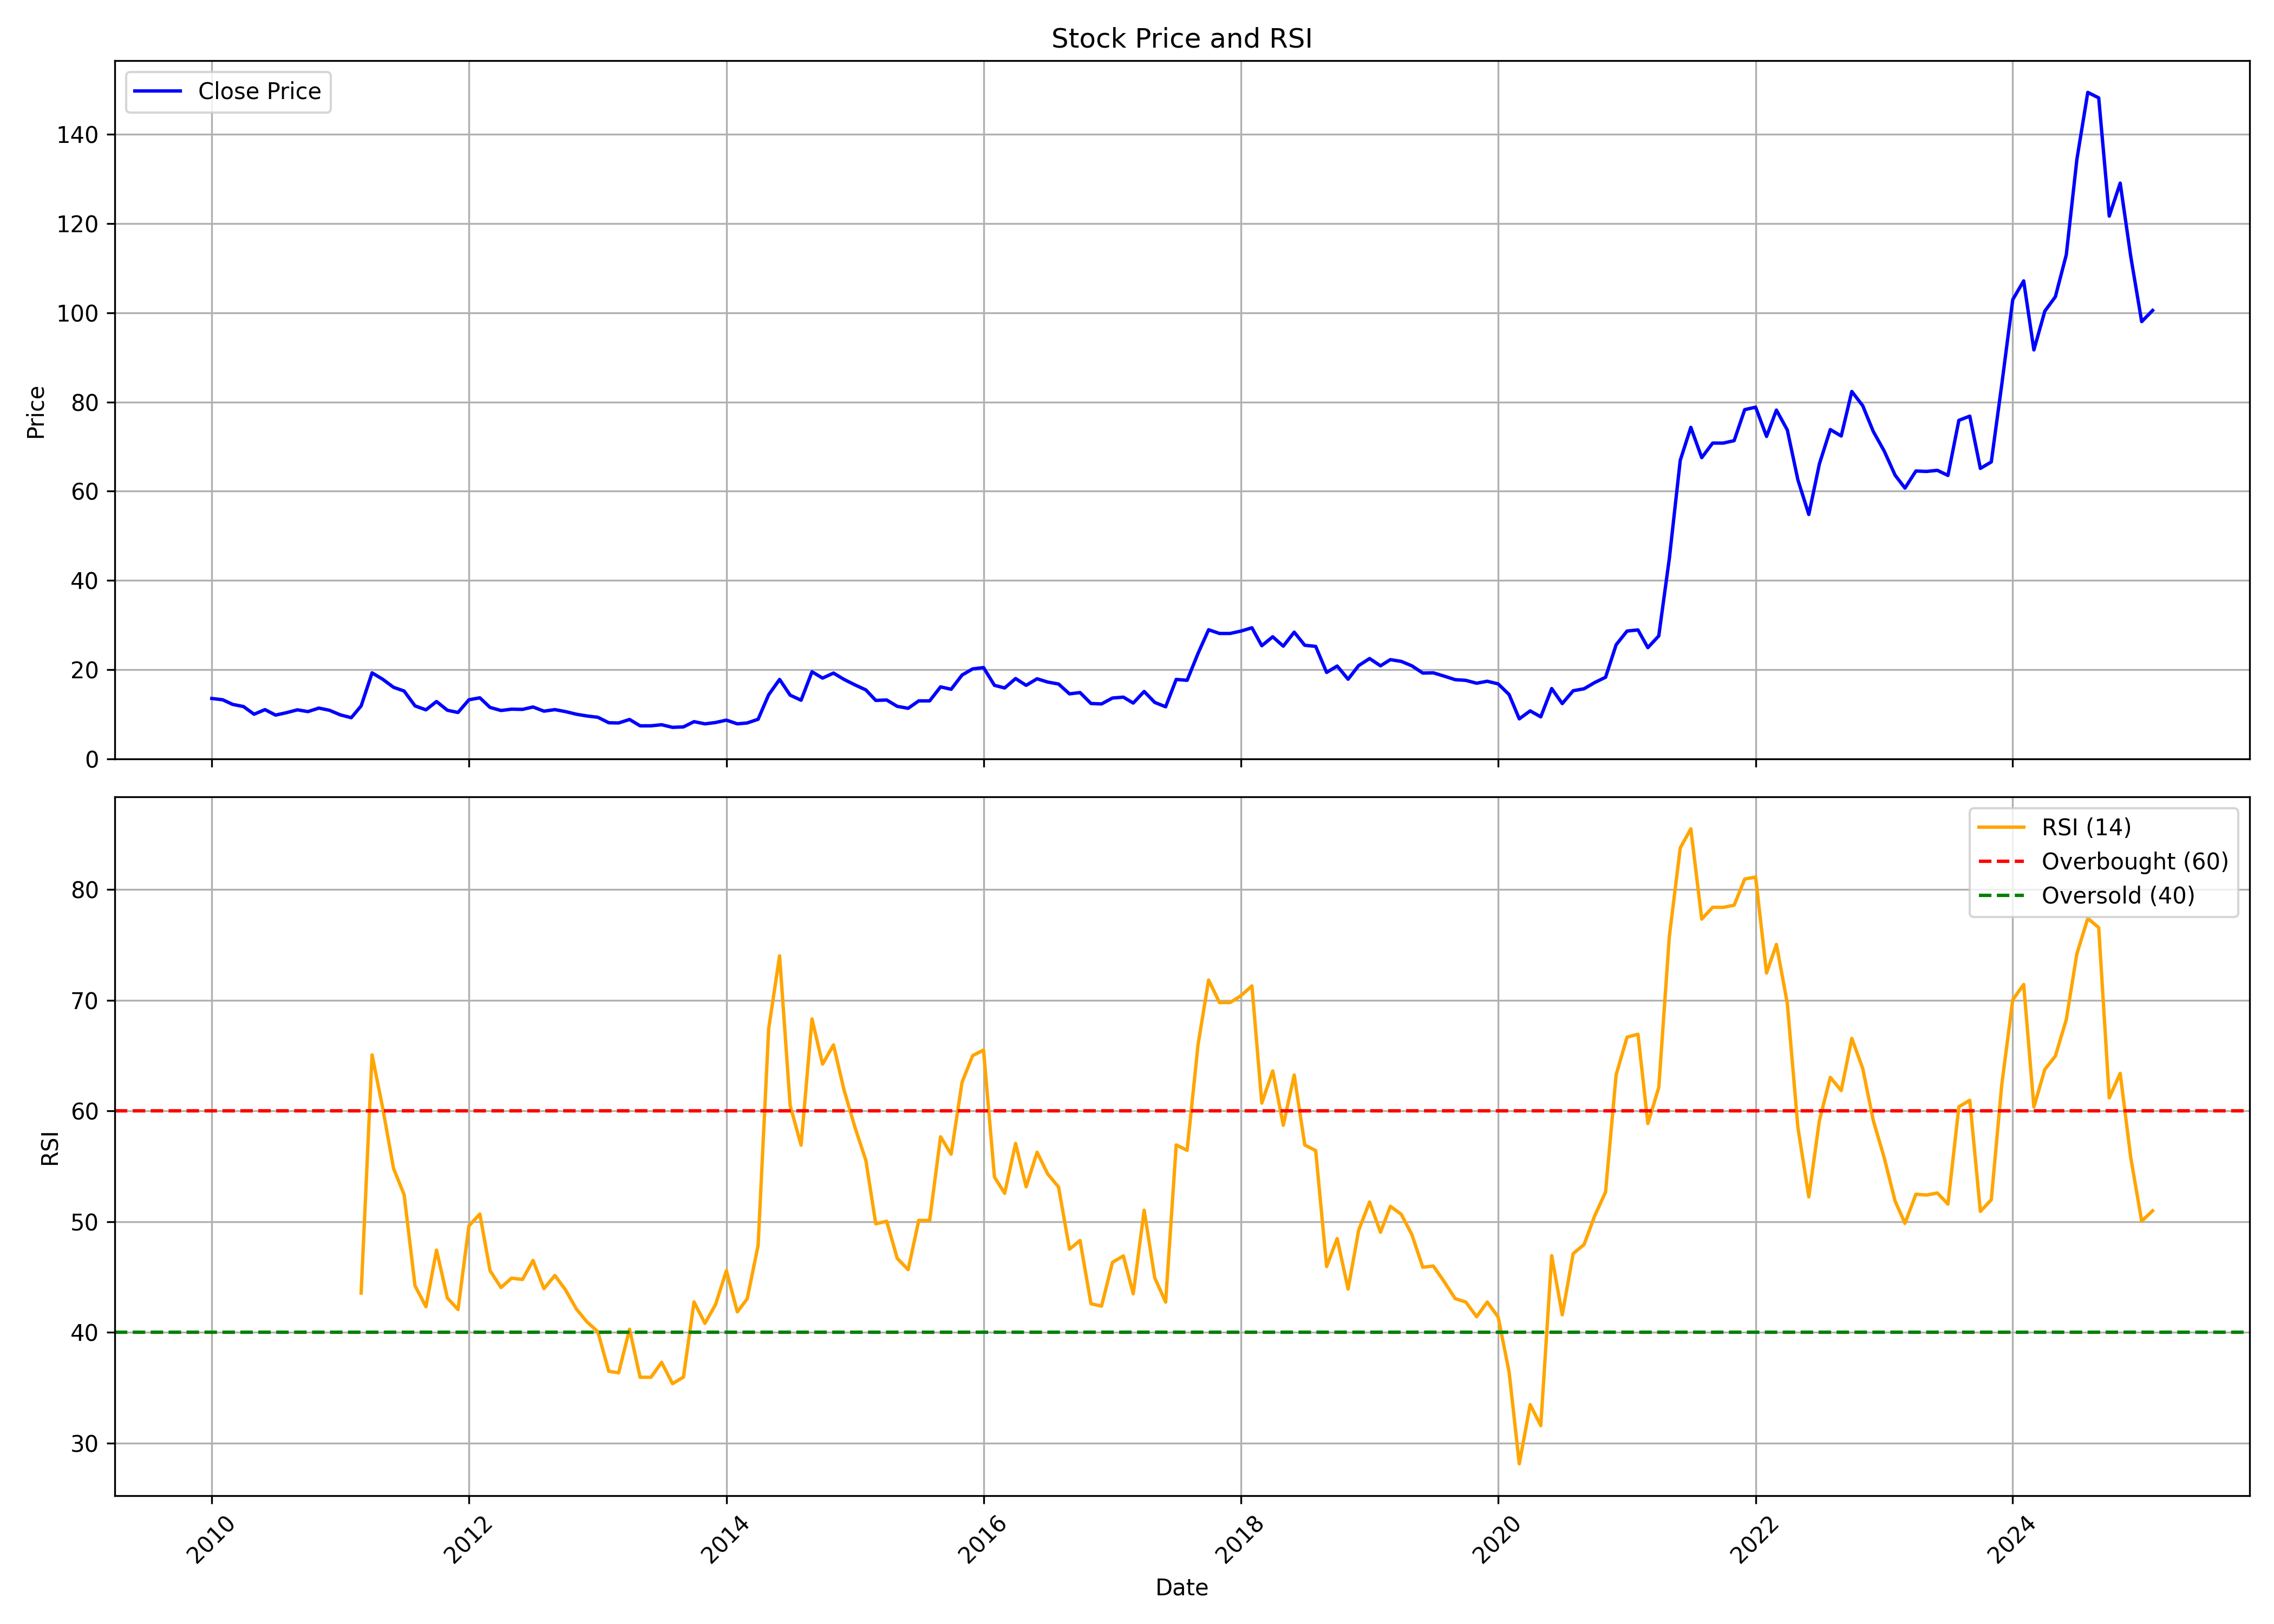 Stock Price and RSI
Close Price
140
120
100
80
60
40
20
0
Price
RSI (14)
Overbought (60)
Oversold (40)
80
70
60
50
40
30
RSI
2010
2012
2014
2016
2018
2020
2022
2024
Date